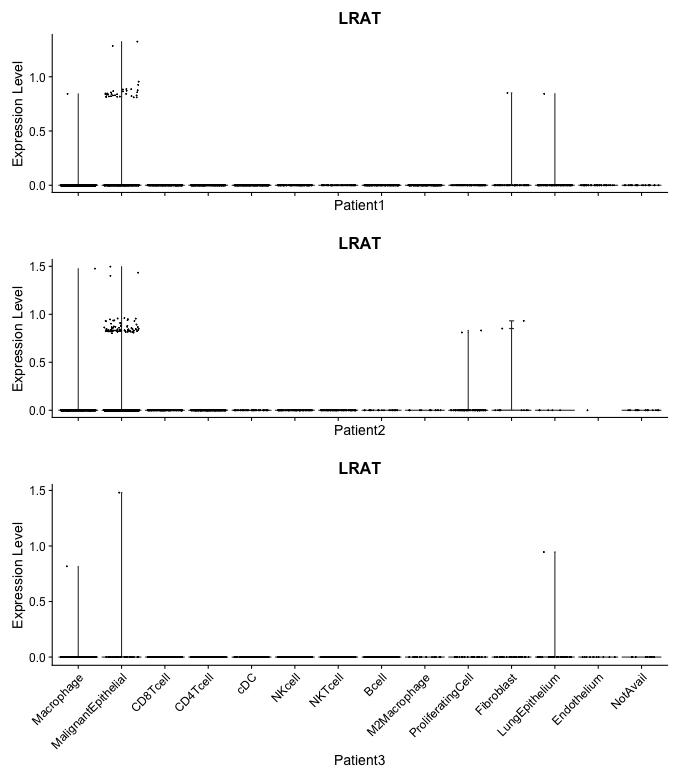 LRAT
Expression Level
1.0
0.5
0.0
Patient1
LRAT
Expression Level
1.5
1.0
0.5
0.0
Patient2
LRAT
Expression Level
1.5
1.0
0.5
0.0
Macrophage
MalignantEpithelial
CD8Tcell
CD4Tcell
cDC
NKcell
NKTcell
Bcell
M2Macrophage
ProliferatingCell
Fibroblast
LungEpithelium
Endothelium
NotAvail
Patient3